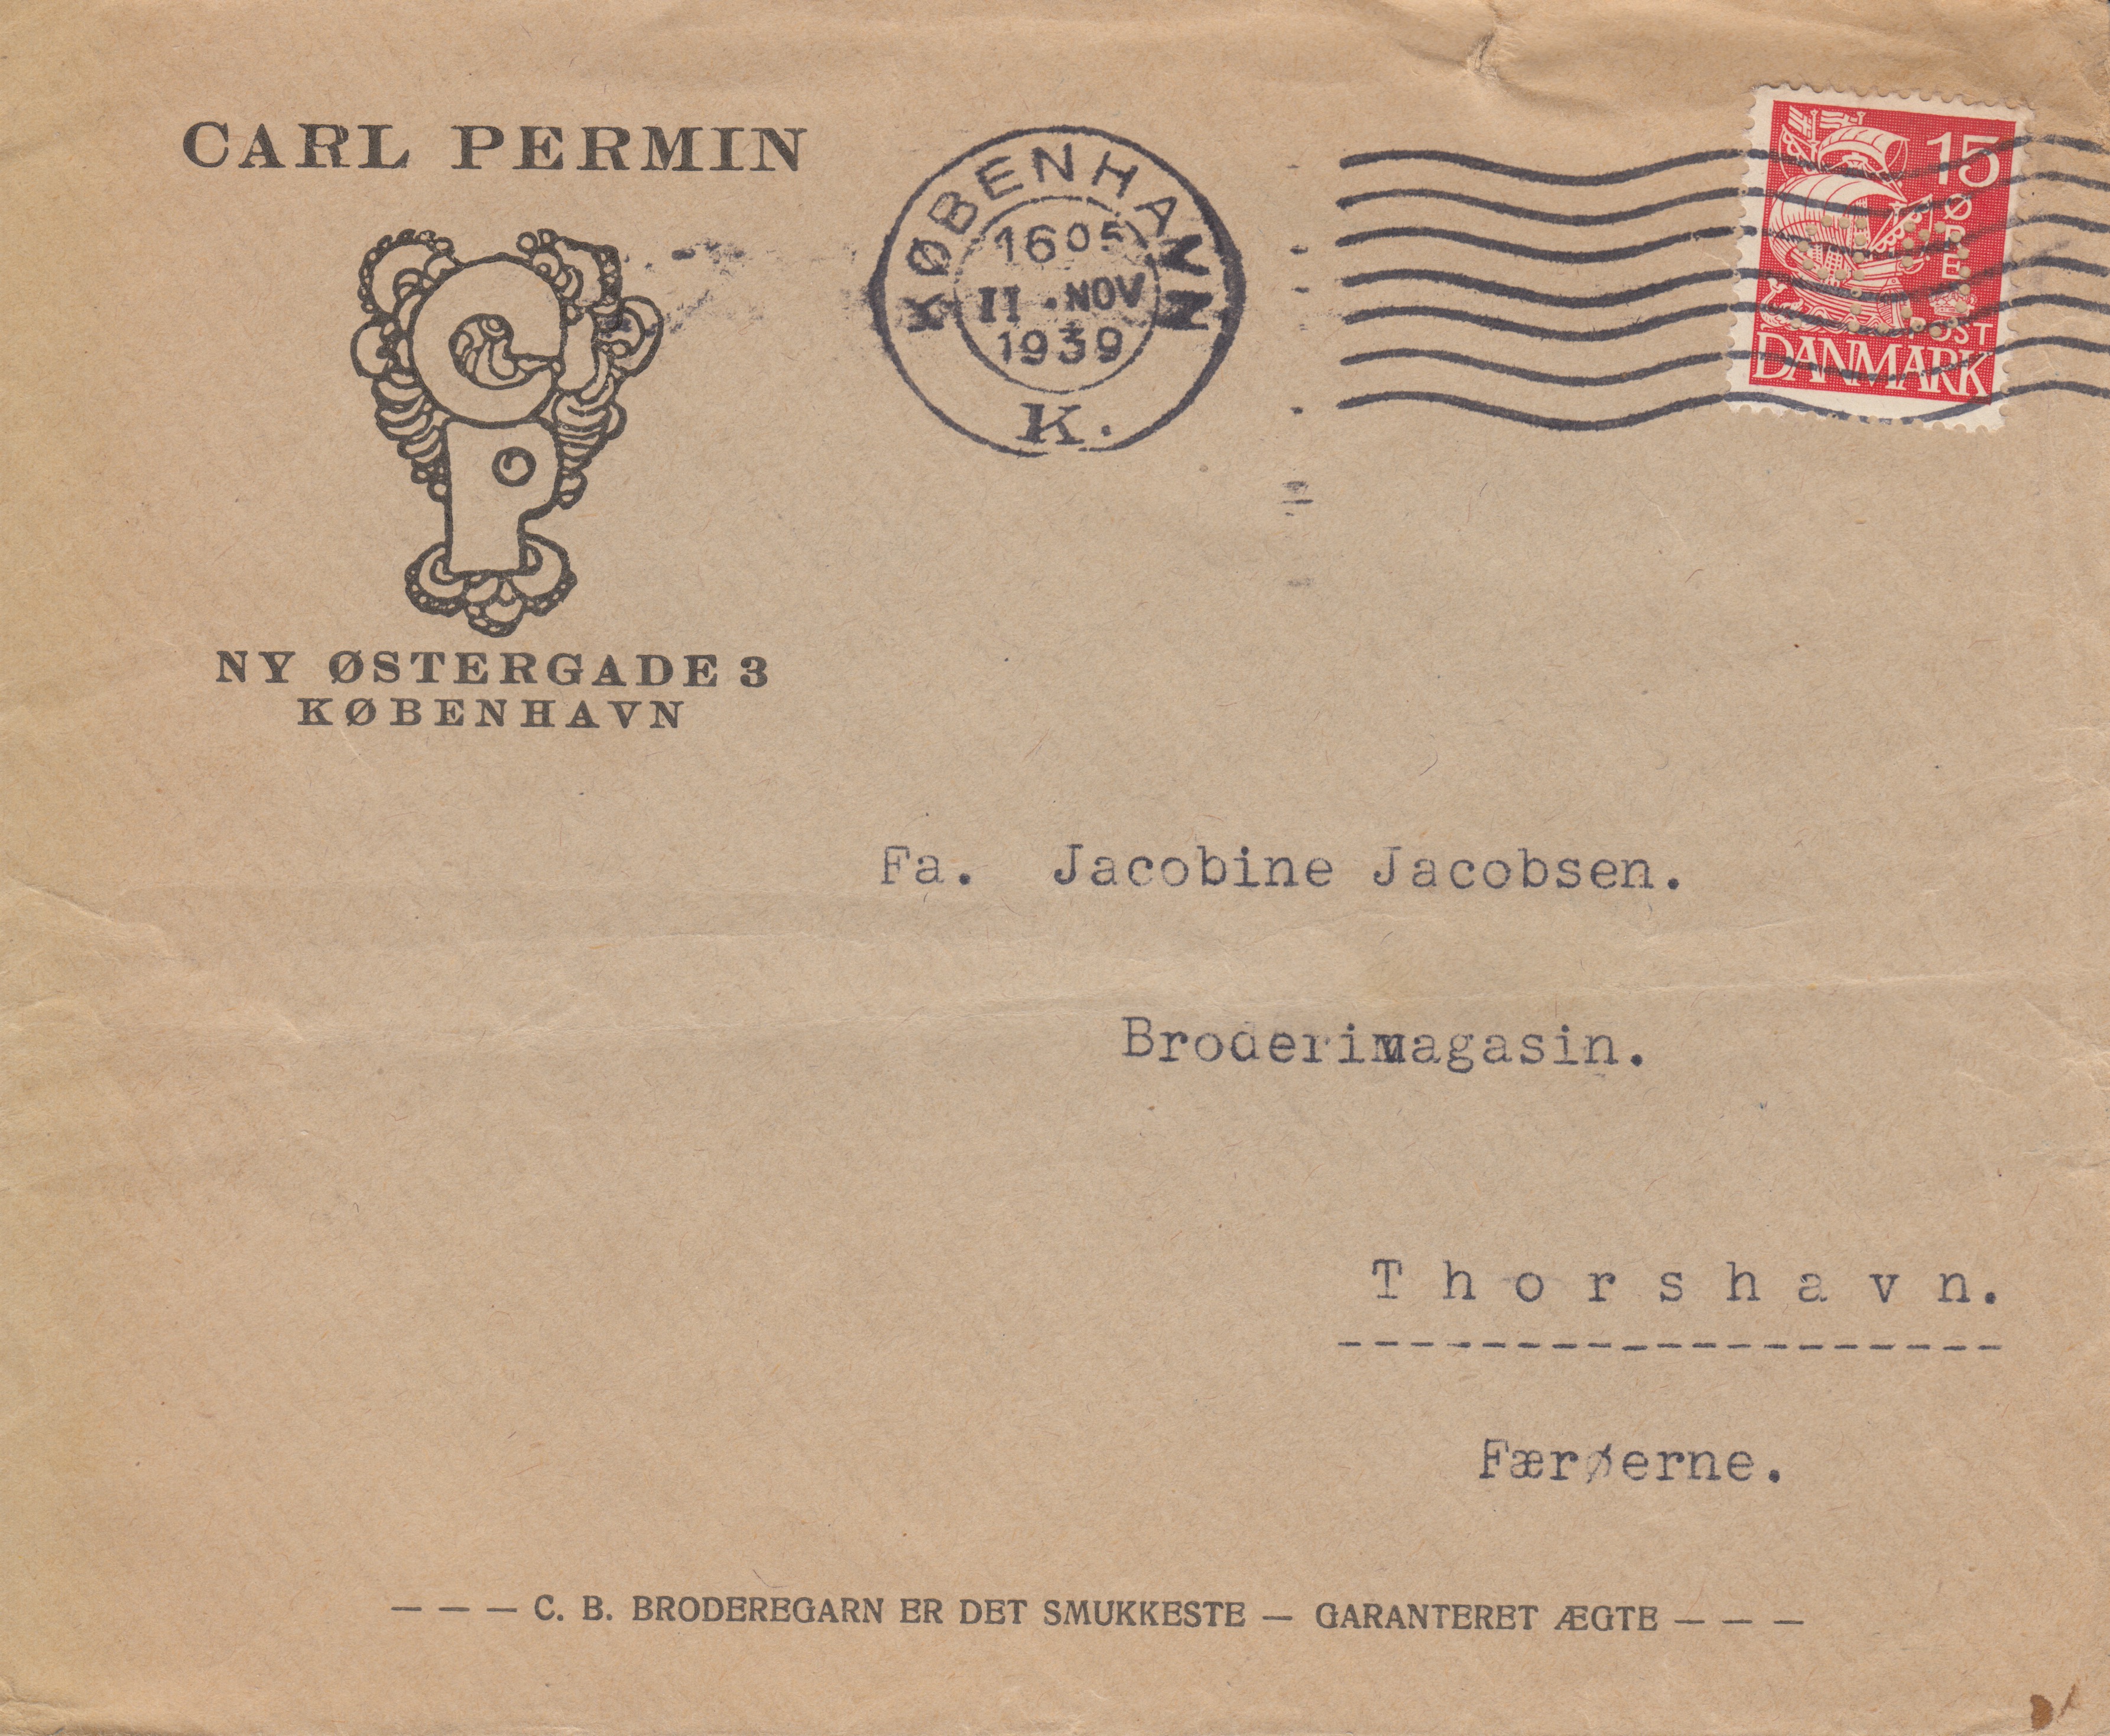 CARL PERMIN
NY ØSTERGADE 3
KØBENHAVN
KØBENHAVN
1605
11.NOV
1939
K.
15
ØRE
POST
DANMARK
Fa. Jacobine Jacobsen.
Broderimagasin.
Thorshavn.
Færøerne.
--- C. B. BRODEREGARN ER DET SMUKKESTE — GARANTERET ÆGTE ---